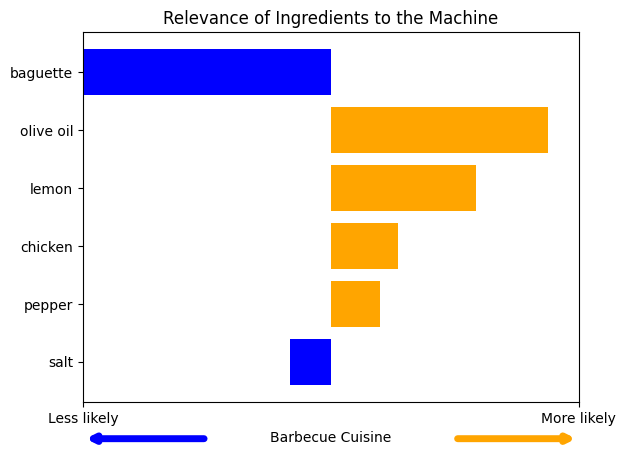 Relevance of Ingredients to the Machine
baguette
olive oil
lemon
chicken
pepper
salt
Less likely
More likely
Barbecue Cuisine